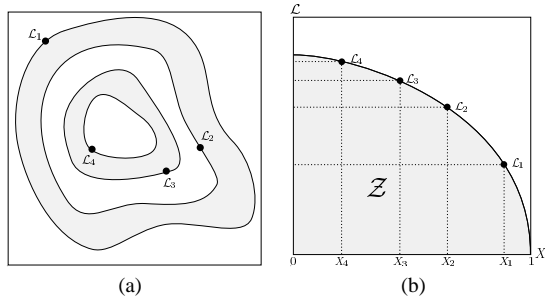 ℒ₁
ℒ₂
ℒ₄
ℒ₃
(a)
ℒ
ℒ₄
ℒ₃
ℒ₂
ℒ₁
𝒵
0 X₄ X₃ X₂ X₁ 1 X
(b)